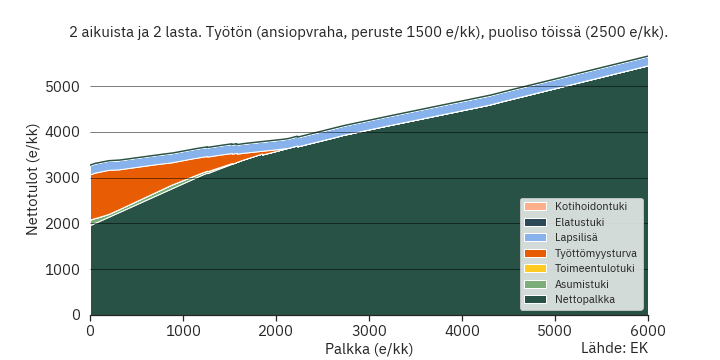 2 aikuista ja 2 lasta. Työtön (ansiopvraha, peruste 1500 e/kk), puoliso töissä (2500 e/kk).
Nettotulot (e/kk)
5000
4000
3000
2000
1000
0
Kotihoidontuki
Elatustuki
Lapsilisä
Työttömyysturva
Toimeentulotuki
Asumistuki
Nettopalkka
0 1000 2000 3000 4000 5000 6000
Palkka (e/kk)
Lähde: EK